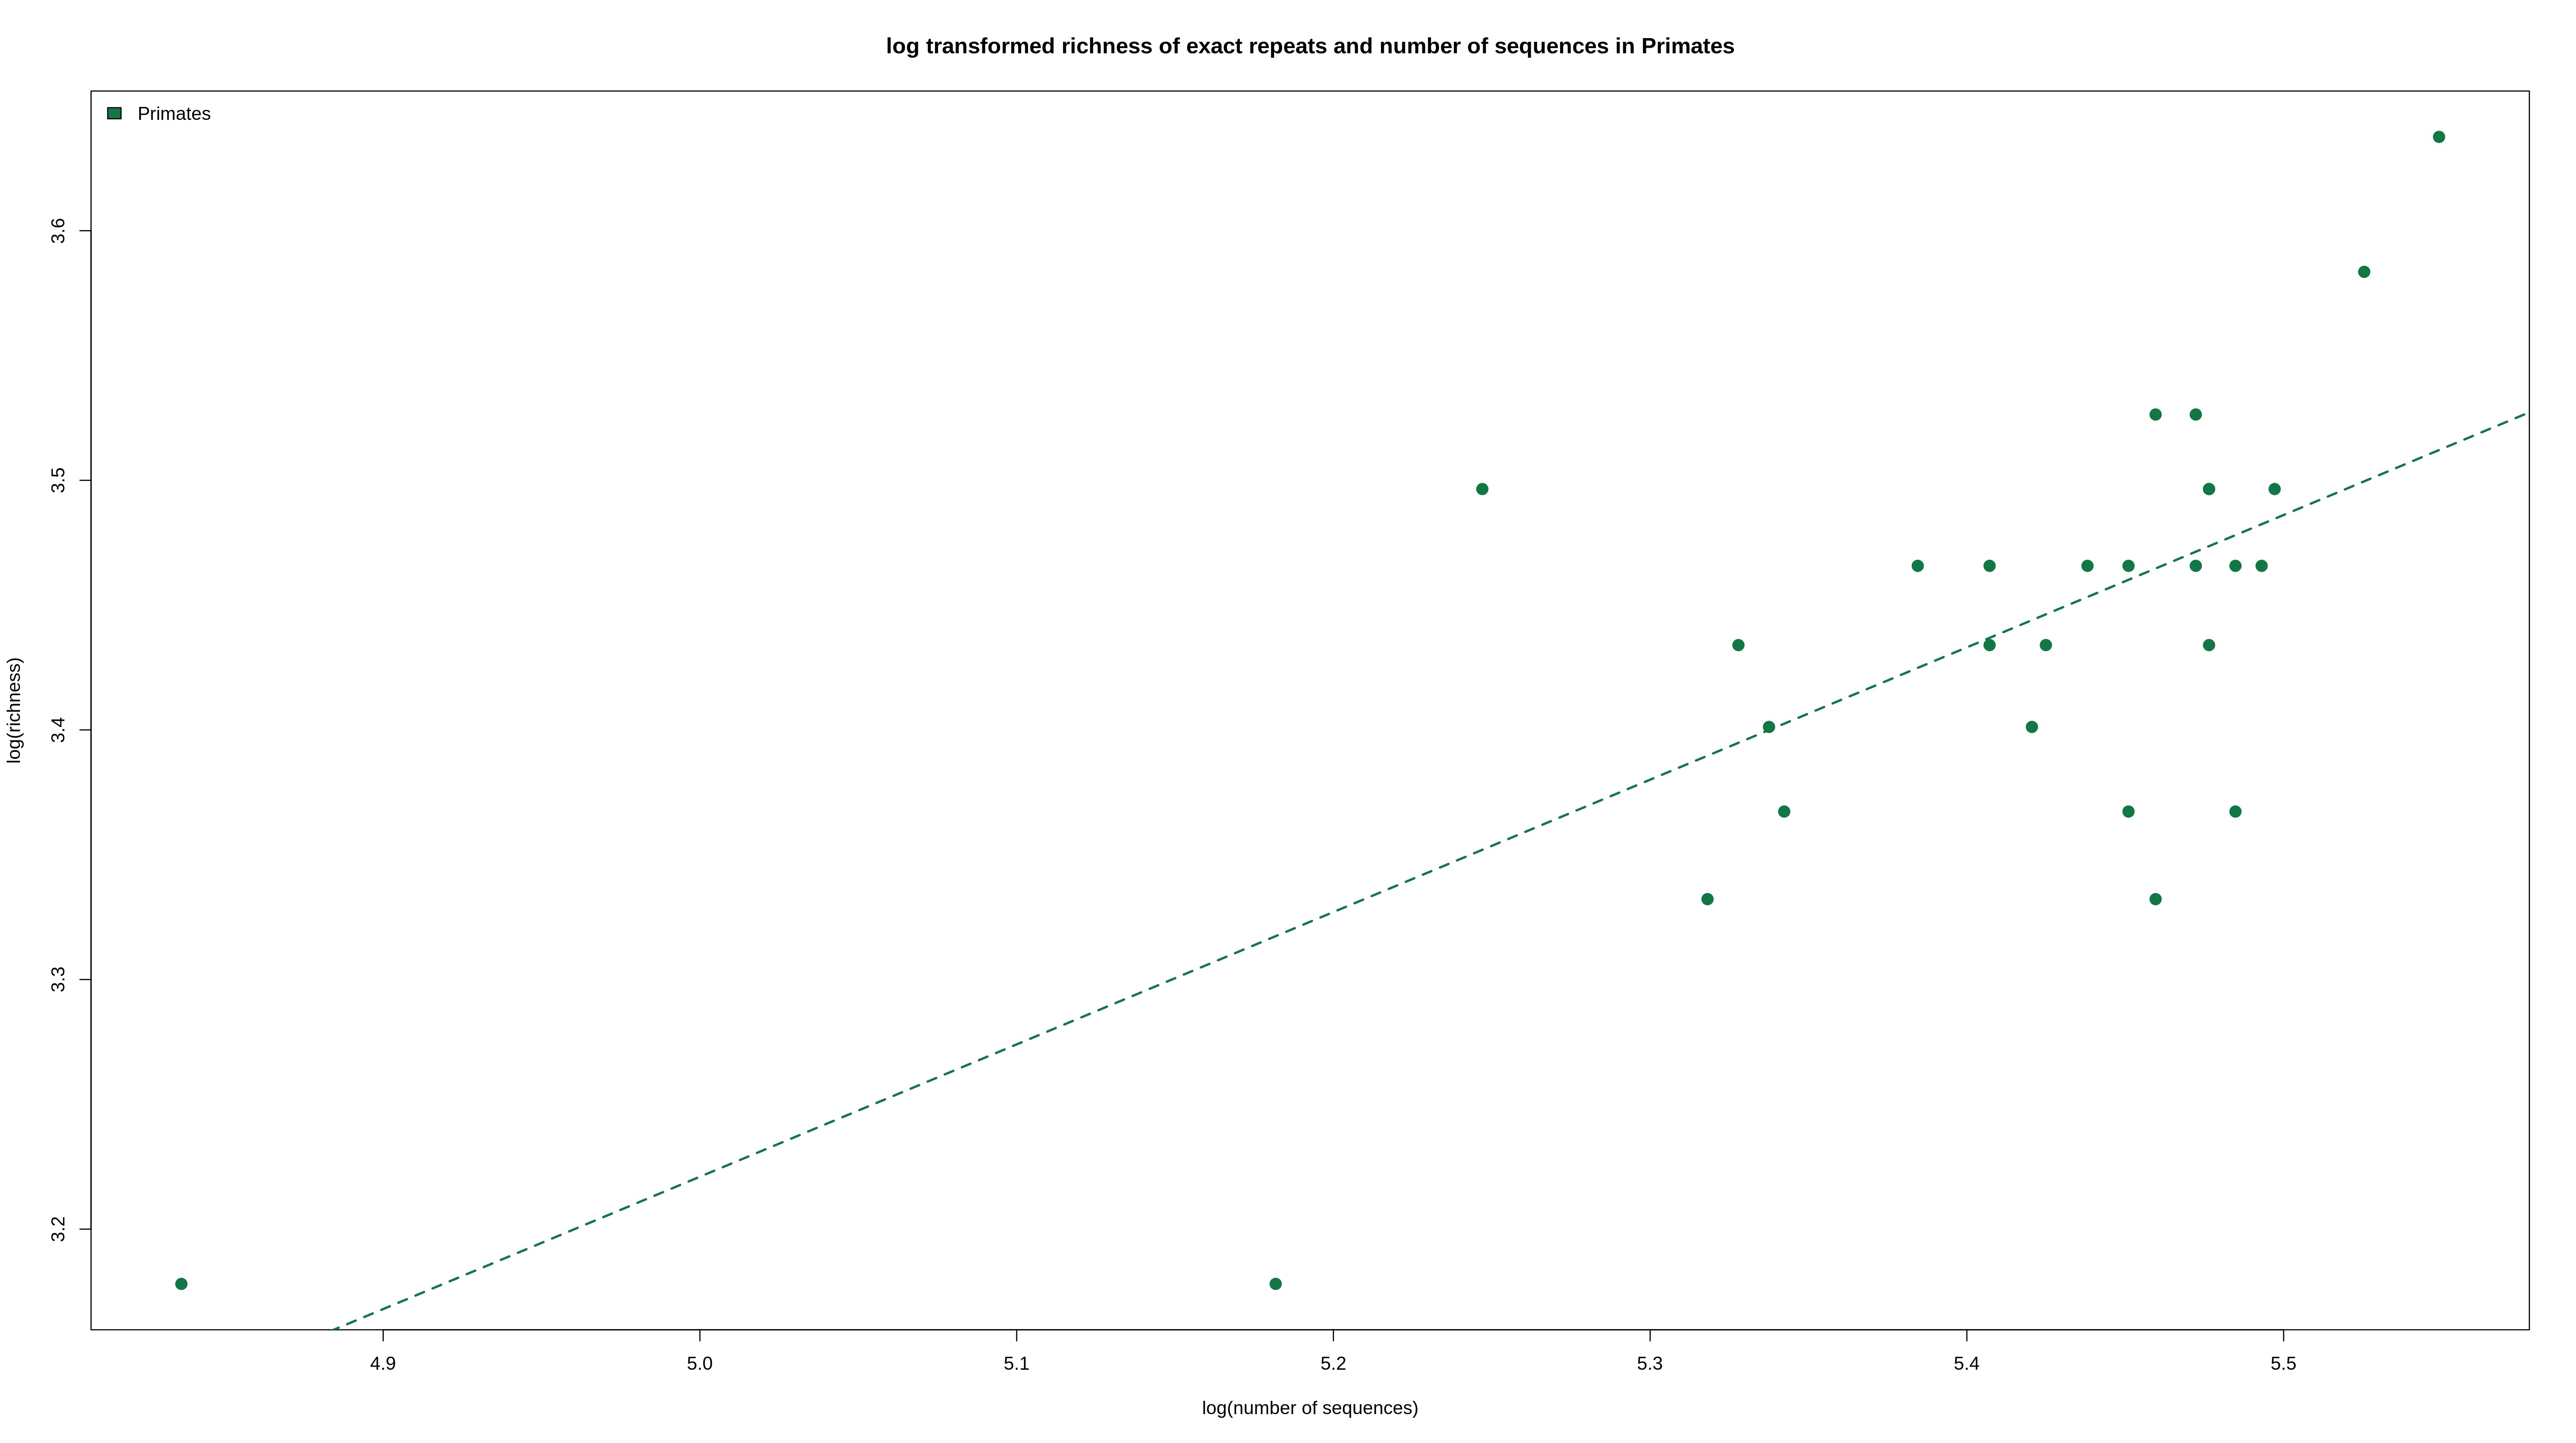 log transformed richness of exact repeats and number of sequences in Primates
Primates
3.6
3.5
3.4
3.3
3.2
log(richness)
4.9 5.0 5.1 5.2 5.3 5.4 5.5
log(number of sequences)